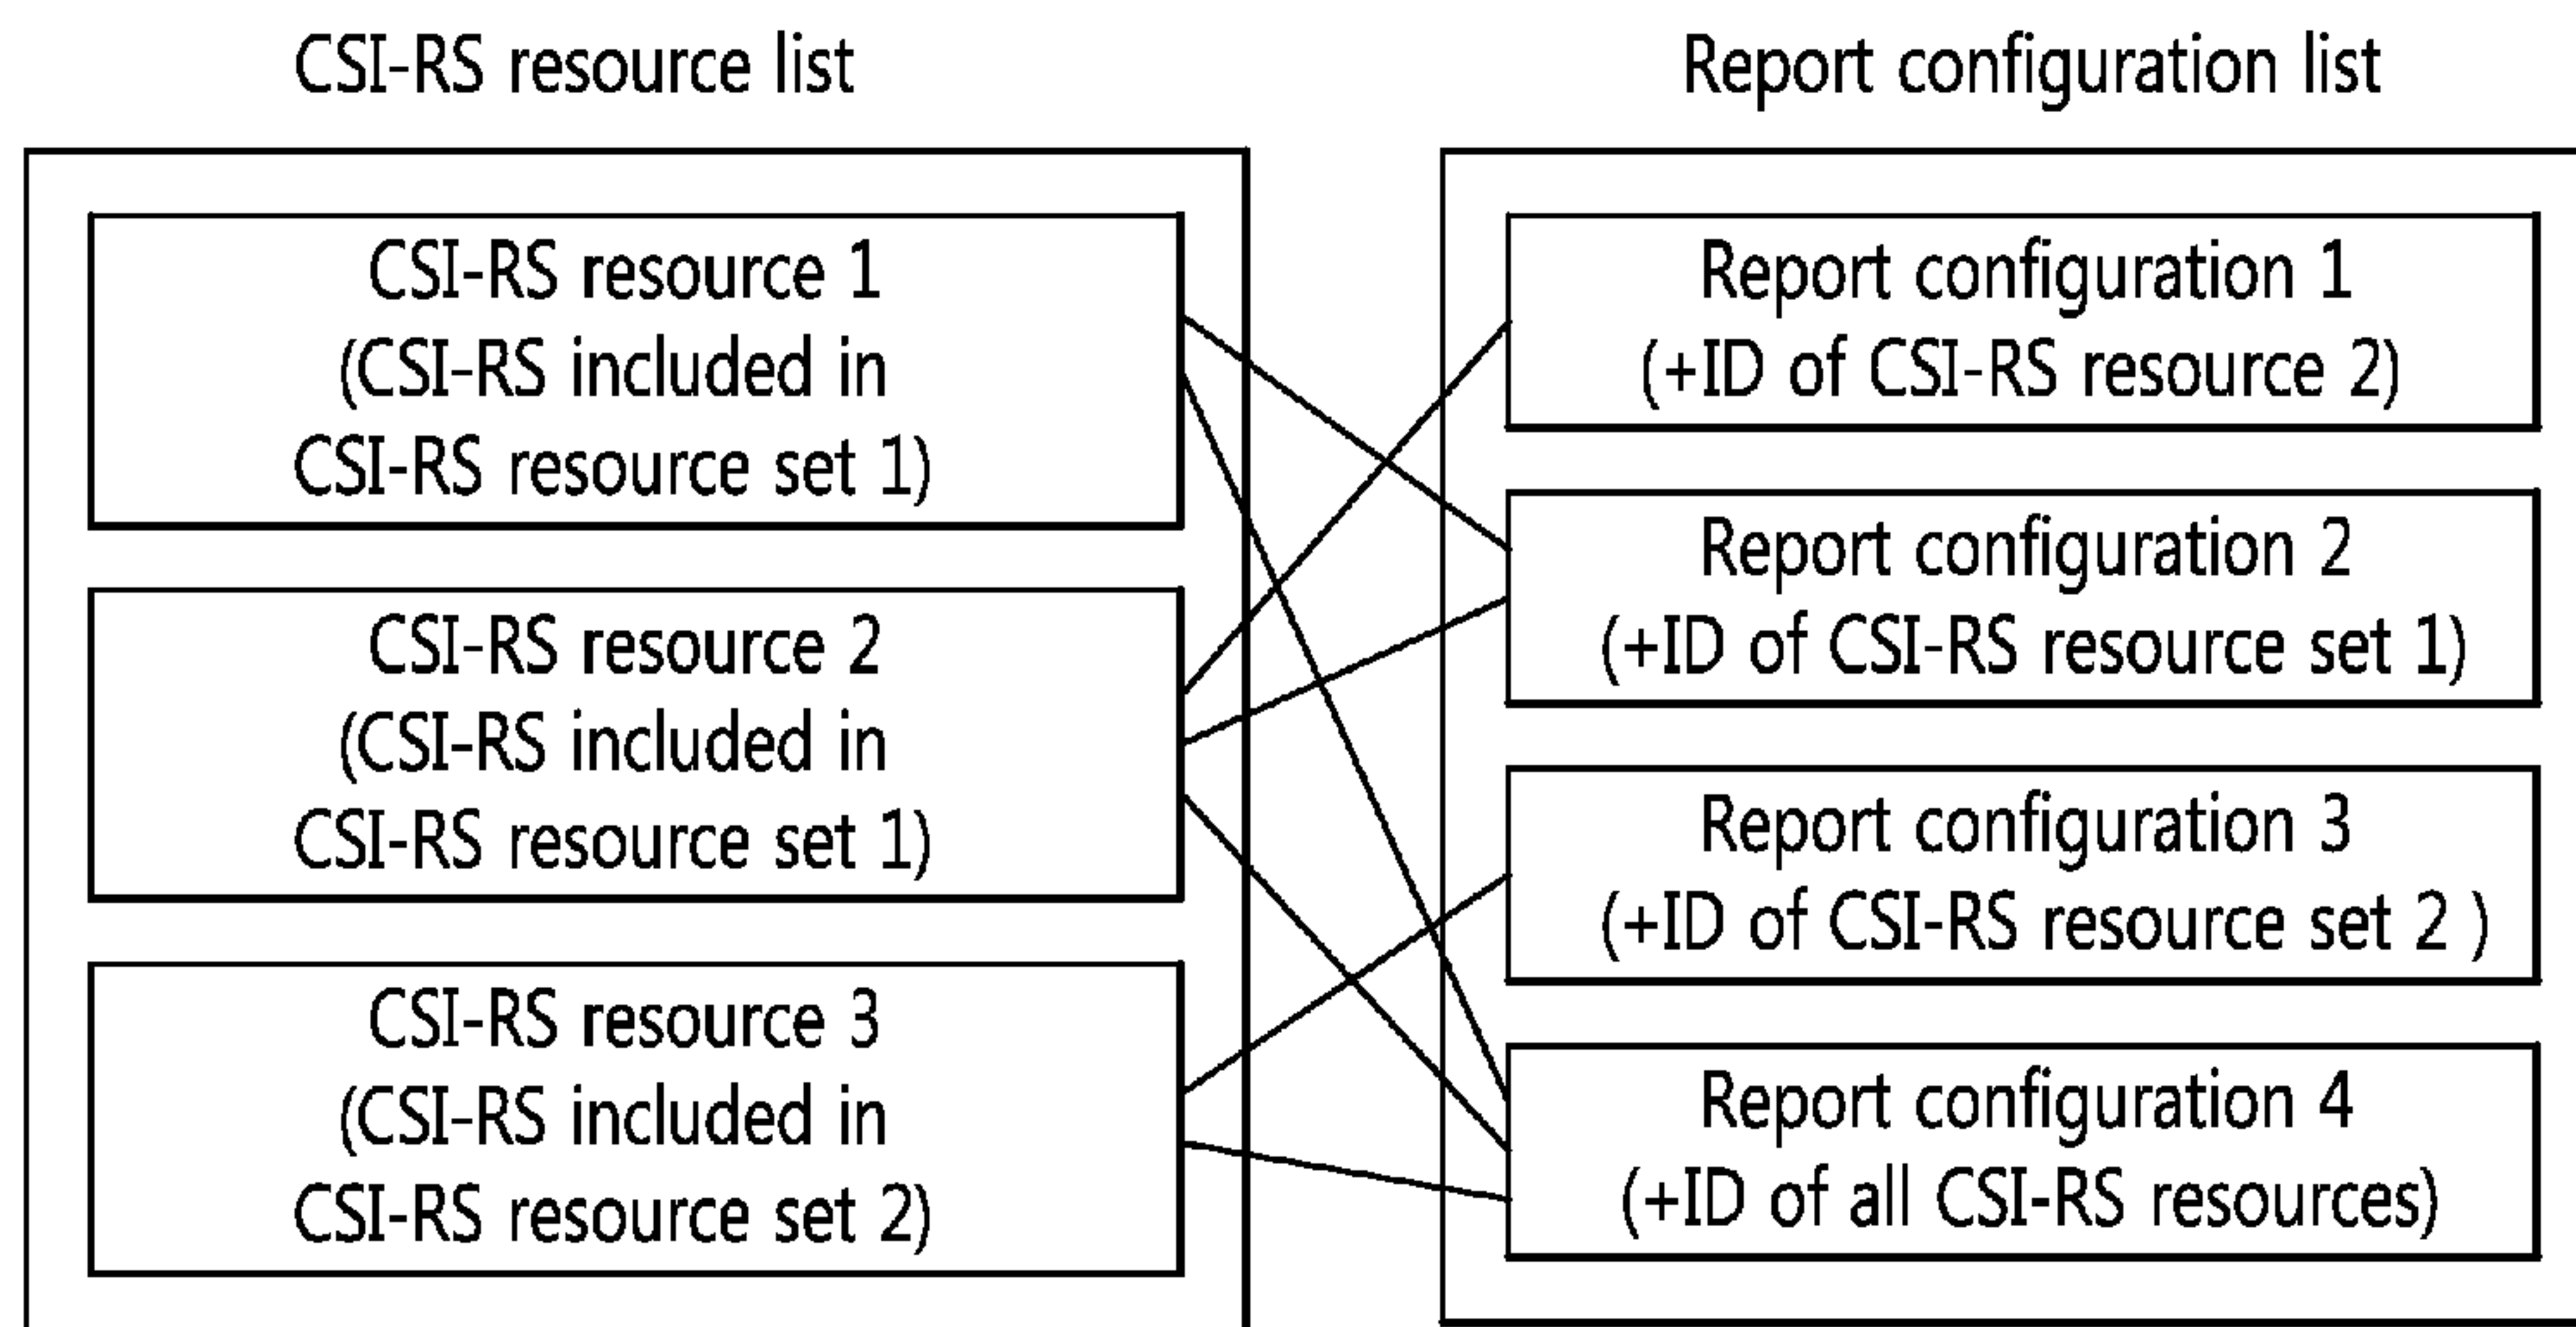 CSI-RS resource list
CSI-RS resource 1
(CSI-RS included in
CSI-RS resource set 1)
CSI-RS resource 2
(CSI-RS included in
CSI-RS resource set 1)
CSI-RS resource 3
(CSI-RS included in
CSI-RS resource set 2)
Report configuration list
Report configuration 1
(+ID of CSI-RS resource 2)
Report configuration 2
(+ID of CSI-RS resource set 1)
Report configuration 3
(+ID of CSI-RS resource set 2 )
Report configuration 4
(+ID of all CSI-RS resources)